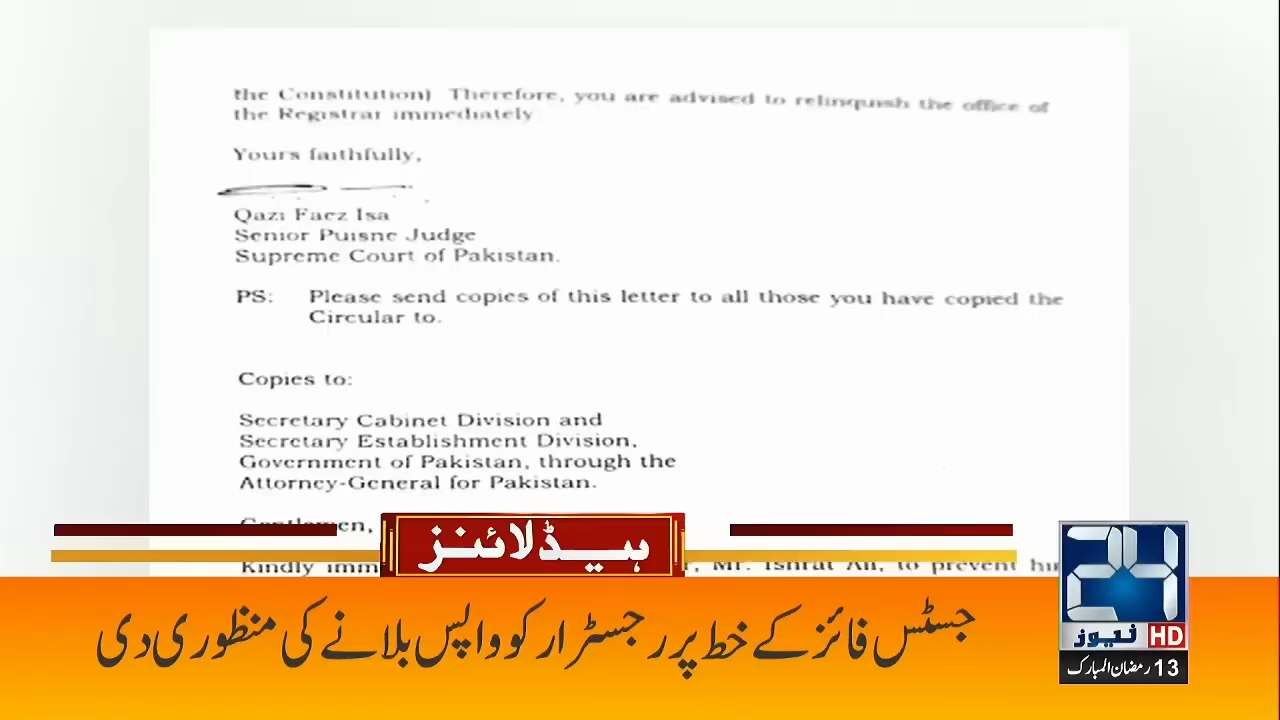 the Constitution) Therefore, you are advised to relinquish the office of
the Registrar immediately
Yours faithfully,
Qazi Faez Isa
Senior Puisne Judge
Supreme Court of Pakistan.
PS: Please send copies of this letter to all those you have copied the
Circular to.
Copies to:
Secretary Cabinet Division and
Secretary Establishment Division,
Government of Pakistan, through the
Attorney-General for Pakistan.
Gentlemen,
Kindly Mr. Ishrat Ali, to prevent
ہیڈلائنز
جسٹس فائز کے خط پر رجسٹرار کو واپس بلانے کی منظوری دی
24
نیوز HD
13 رمضان المبارک